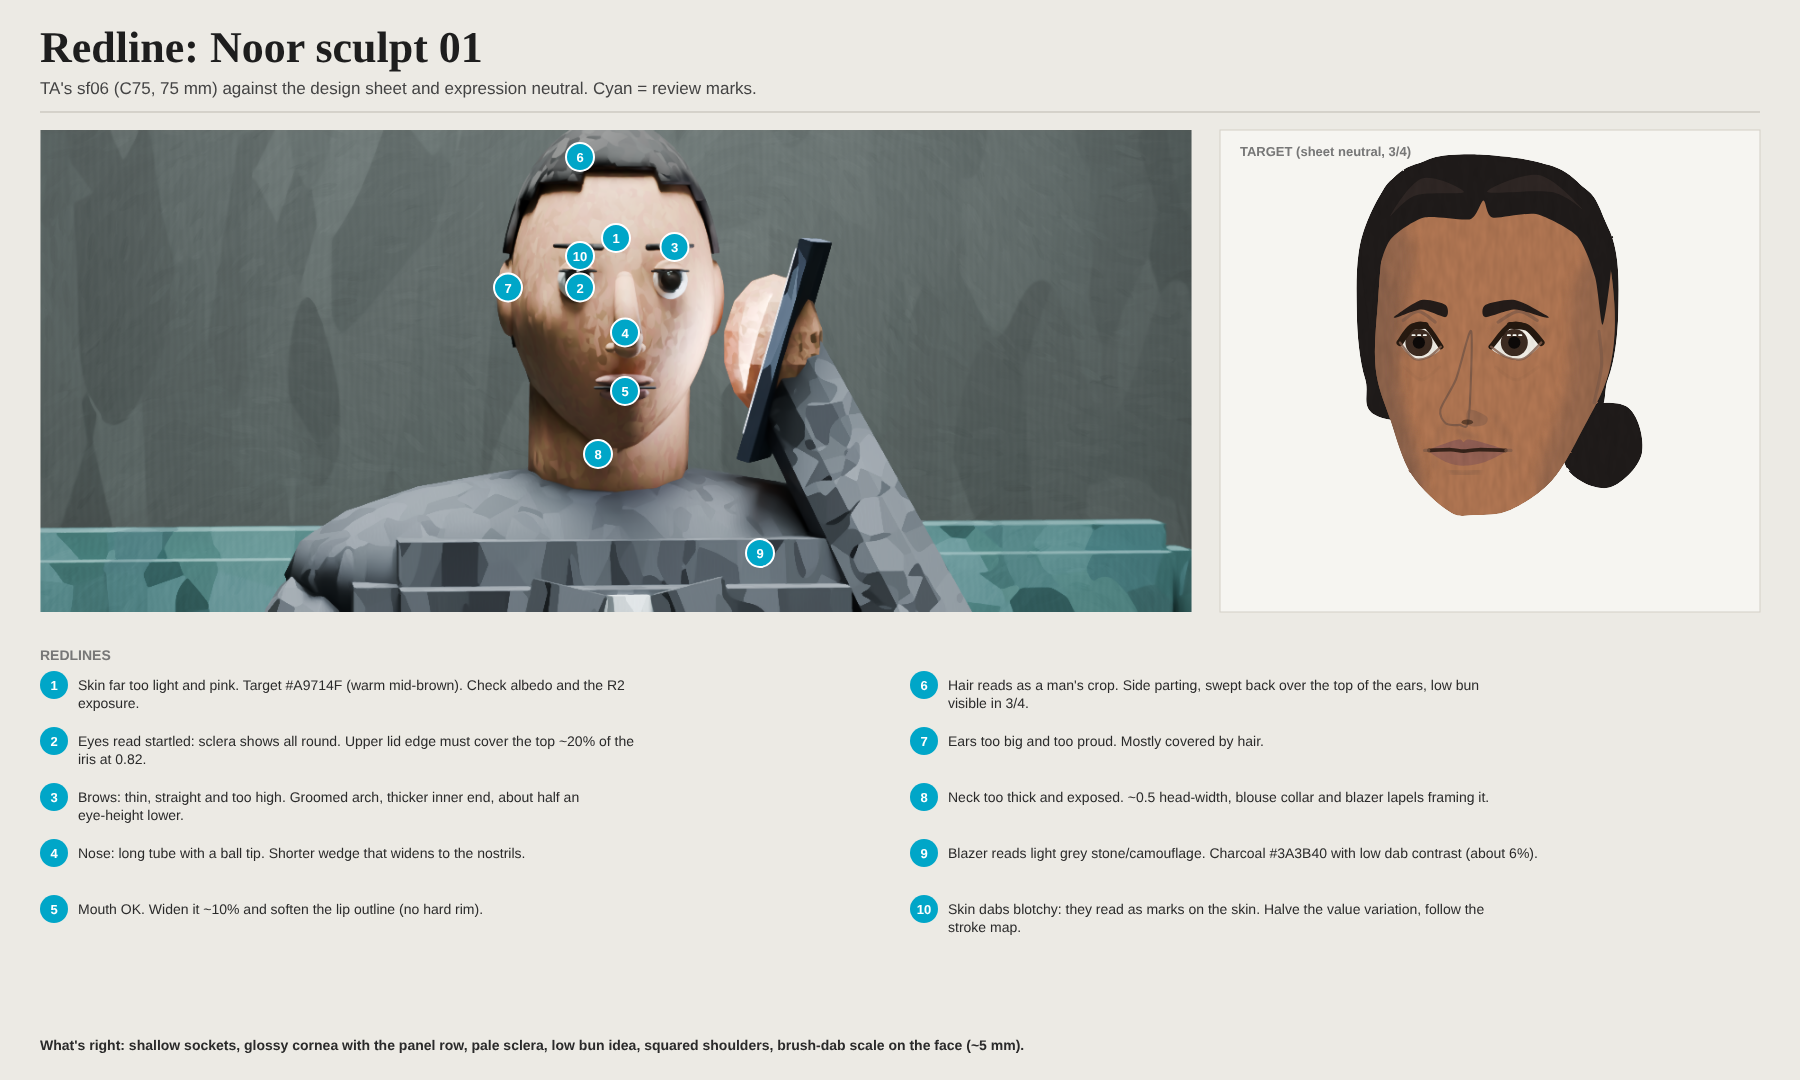 Redline: Noor sculpt 01
TA's sf06 (C75, 75 mm) against the design sheet and expression neutral. Cyan = review marks.
TARGET (sheet neutral, 3/4)
6
1
3
10
7
2
4
5
8
9
REDLINES
1 Skin far too light and pink. Target #A9714F (warm mid-brown). Check albedo and the R2
exposure.
2 Eyes read startled: sclera shows all round. Upper lid edge must cover the top ~20% of the
iris at 0.82.
3 Brows: thin, straight and too high. Groomed arch, thicker inner end, about half an
eye-height lower.
4 Nose: long tube with a ball tip. Shorter wedge that widens to the nostrils.
5 Mouth OK. Widen it ~10% and soften the lip outline (no hard rim).
6 Hair reads as a man's crop. Side parting, swept back over the top of the ears, low bun
visible in 3/4.
7 Ears too big and too proud. Mostly covered by hair.
8 Neck too thick and exposed. ~0.5 head-width, blouse collar and blazer lapels framing it.
9 Blazer reads light grey stone/camouflage. Charcoal #3A3B40 with low dab contrast (about 6%).
10 Skin dabs blotchy: they read as marks on the skin. Halve the value variation, follow the
stroke map.
What's right: shallow sockets, glossy cornea with the panel row, pale sclera, low bun idea, squared shoulders, brush-dab scale on the face (~5 mm).